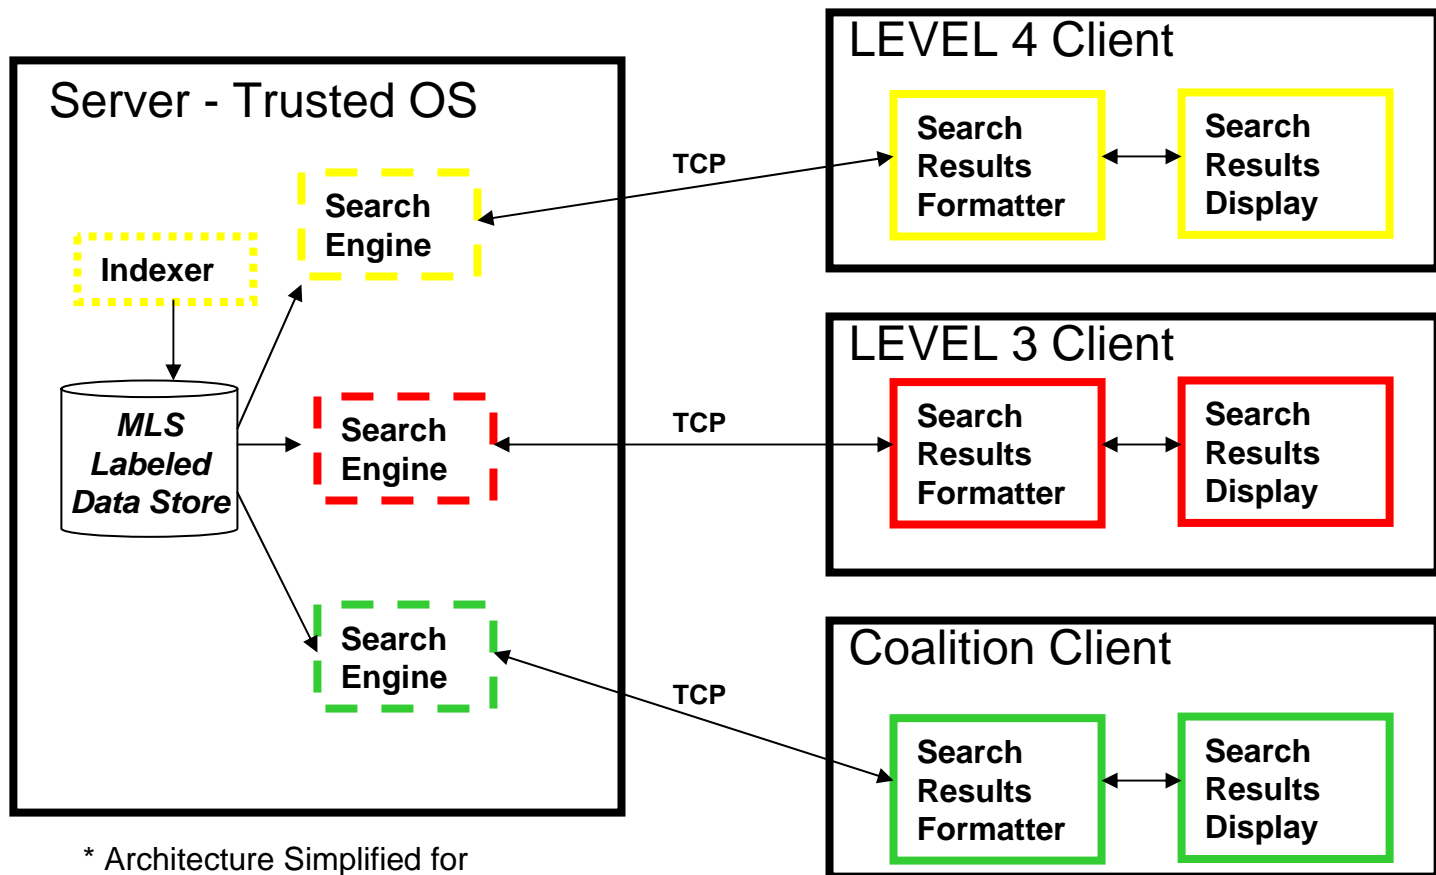 Server - Trusted OS
Search
Engine
Indexer
MLS
Labeled
Data Store
Search
Engine
Search
Engine
* Architecture Simplified for
TCP
TCP
TCP
LEVEL 4 Client
Search
Results
Formatter
Search
Results
Display
LEVEL 3 Client
Search
Results
Formatter
Search
Results
Display
Coalition Client
Search
Results
Formatter
Search
Results
Display